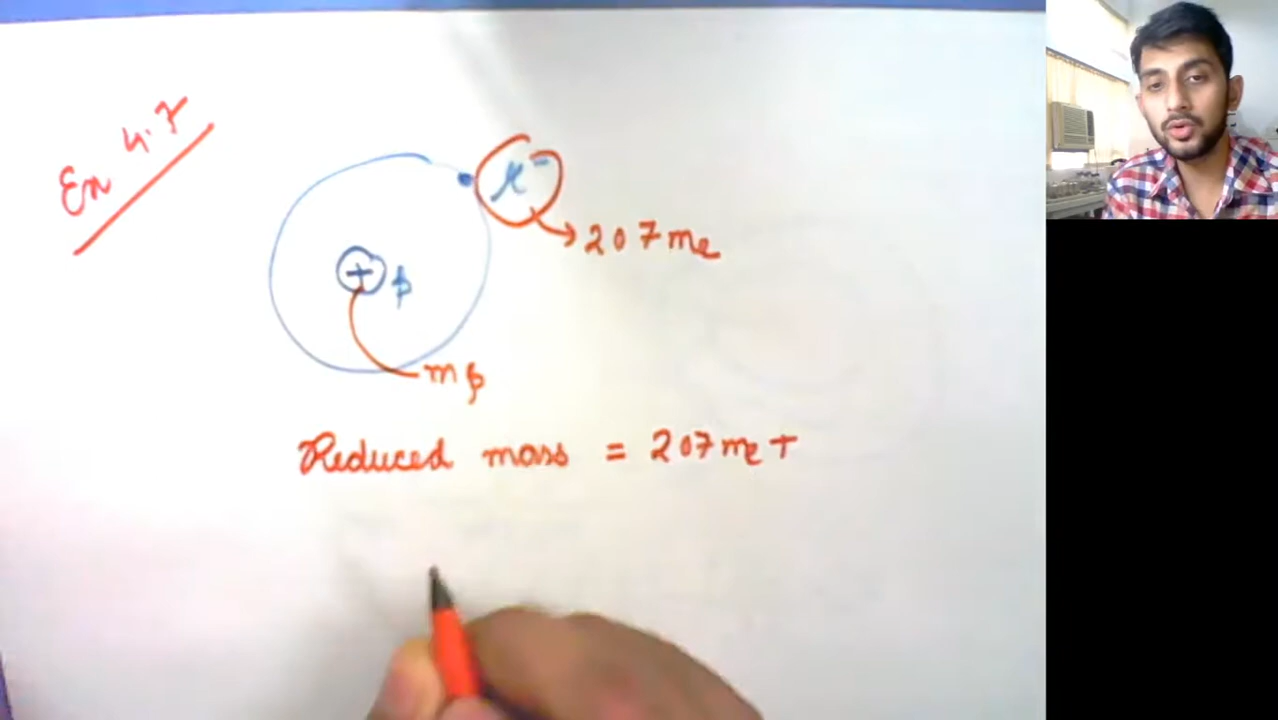 Ex 4.7
μ⁻
→ 207 me
+ p
mp
Reduced mass = 207 me +